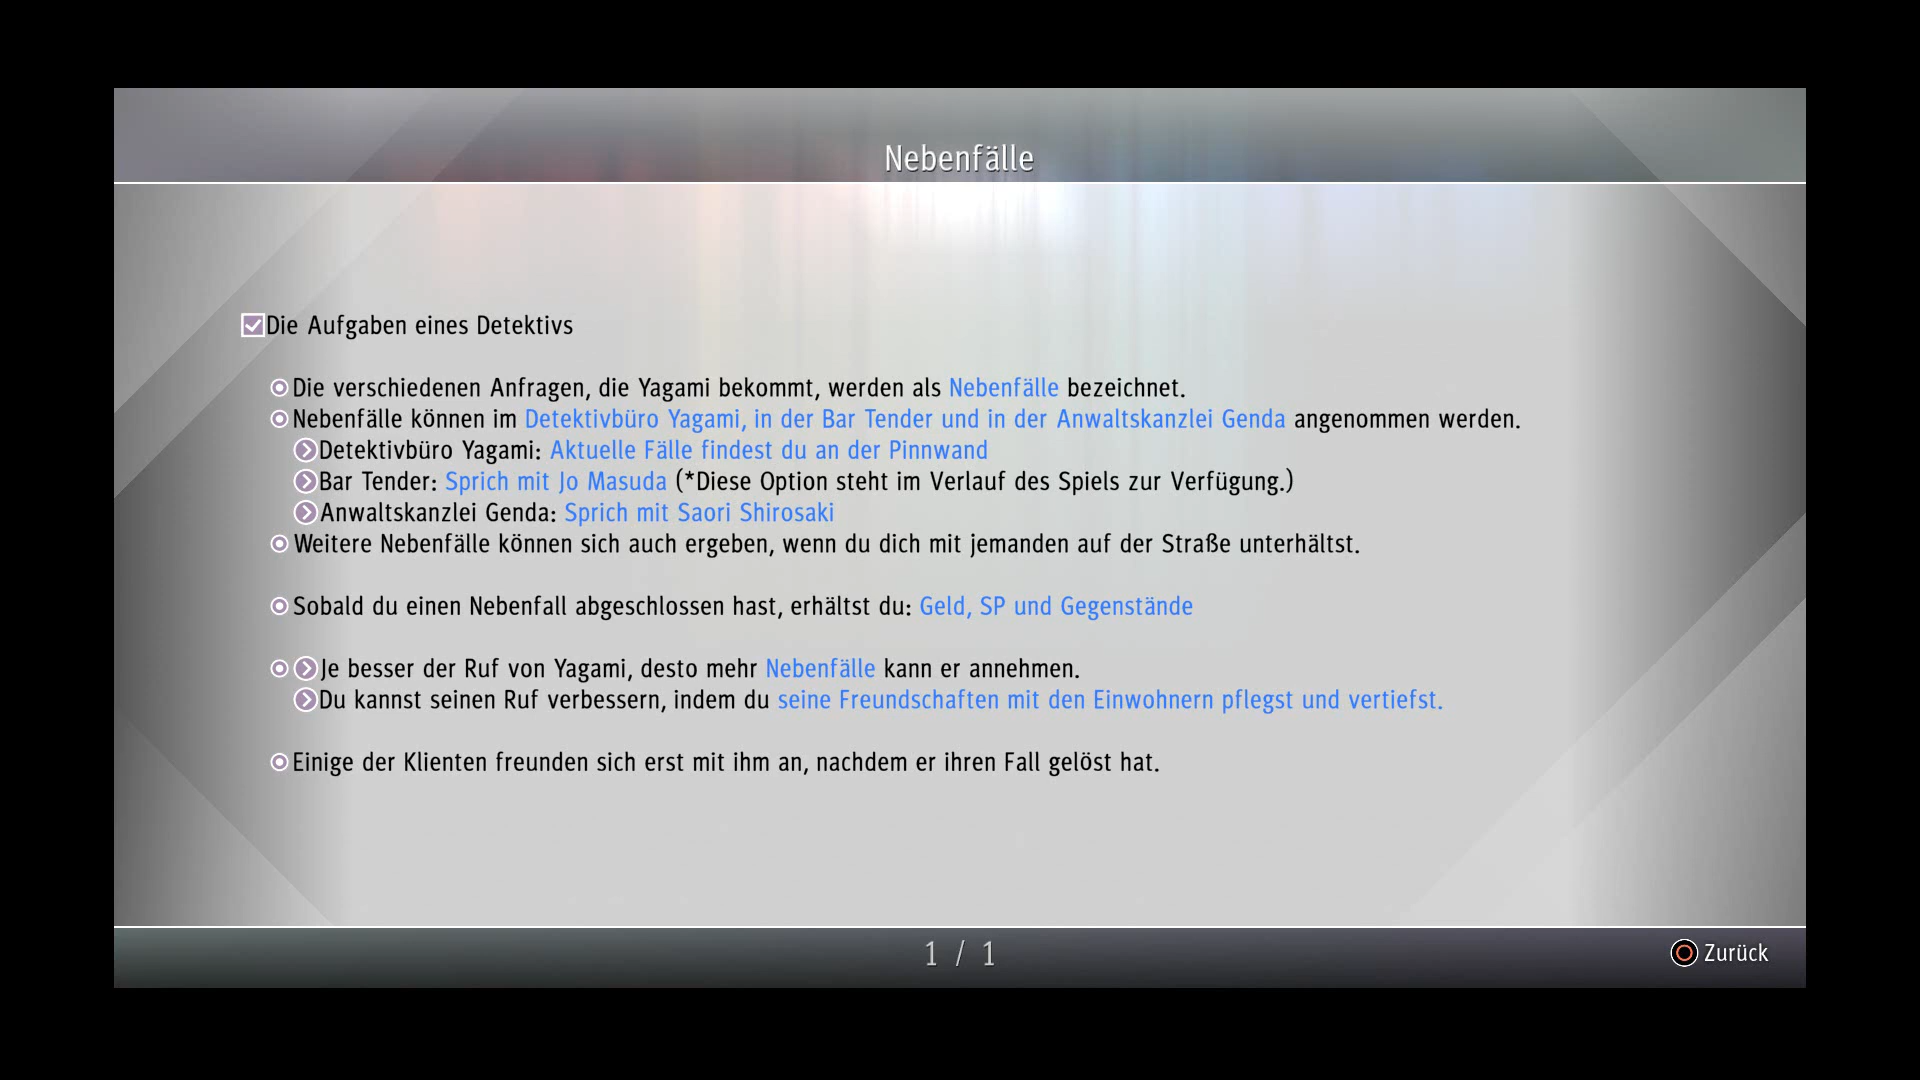 Nebenfälle
Die Aufgaben eines Detektivs
Die verschiedenen Anfragen, die Yagami bekommt, werden als Nebenfälle bezeichnet.
Nebenfälle können im Detektivbüro Yagami, in der Bar Tender und in der Anwaltskanzlei Genda angenommen werden.
Detektivbüro Yagami: Aktuelle Fälle findest du an der Pinnwand
Bar Tender: Sprich mit Jo Masuda (*Diese Option steht im Verlauf des Spiels zur Verfügung.)
Anwaltskanzlei Genda: Sprich mit Saori Shirosaki
Weitere Nebenfälle können sich auch ergeben, wenn du dich mit jemanden auf der Straße unterhältst.
Sobald du einen Nebenfall abgeschlossen hast, erhältst du: Geld, SP und Gegenstände
Je besser der Ruf von Yagami, desto mehr Nebenfälle kann er annehmen.
Du kannst seinen Ruf verbessern, indem du seine Freundschaften mit den Einwohnern pflegst und vertiefst.
Einige der Klienten freunden sich erst mit ihm an, nachdem er ihren Fall gelöst hat.
1 / 1
Zurück